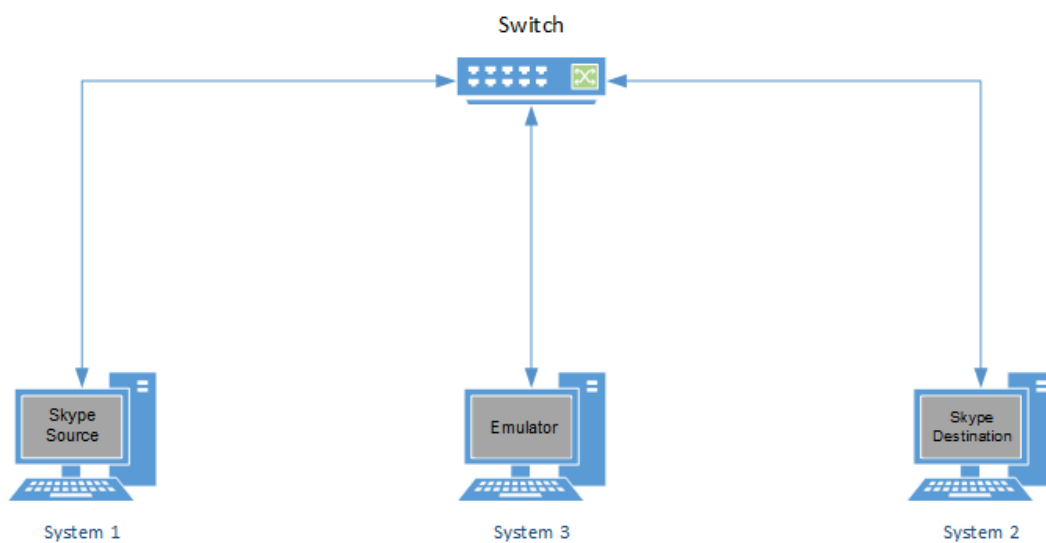 Switch
Skype
Source
Emulator
Skype
Destination
System 1
System 3
System 2